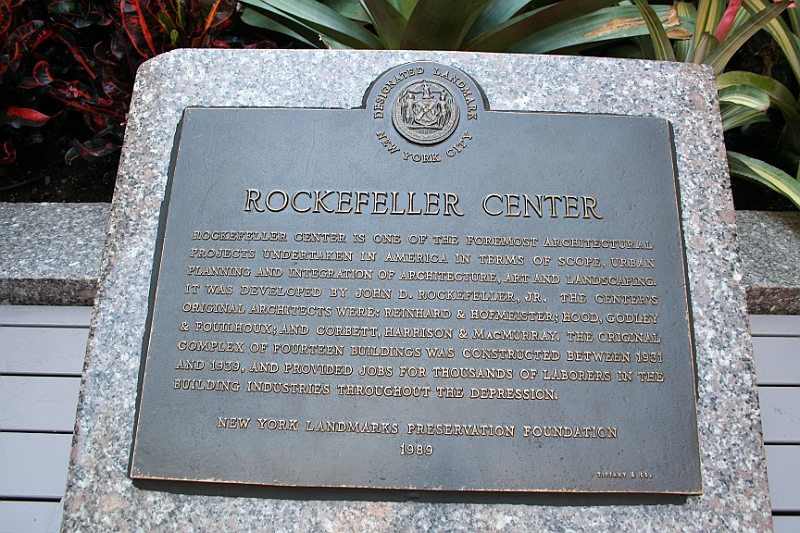 DESIGNATED LANDMARK
NEW YORK CITY
ROCKEFELLER CENTER
ROCKEFELLER CENTER IS ONE OF THE FOREMOST ARCHITECTURAL
PROJECTS UNDERTAKEN IN AMERICA IN TERMS OF SCOPE, URBAN
PLANNING AND INTEGRATION OF ARCHITECTURE, ART AND LANDSCAPING.
IT WAS DEVELOPED BY JOHN D. ROCKEFELLER, JR. THE CENTER'S
ORIGINAL ARCHITECTS WERE: REINHARD & HOFMEISTER; HOOD, GODLEY
& FOUILHOUX; AND CORBETT, HARRISON & MACMURRAY. THE ORIGINAL
COMPLEX OF FOURTEEN BUILDINGS WAS CONSTRUCTED BETWEEN 1931
AND 1939, AND PROVIDED JOBS FOR THOUSANDS OF LABORERS IN THE
BUILDING INDUSTRIES THROUGHOUT THE DEPRESSION.
NEW YORK LANDMARKS PRESERVATION FOUNDATION
1989
TIFFANY & CO.